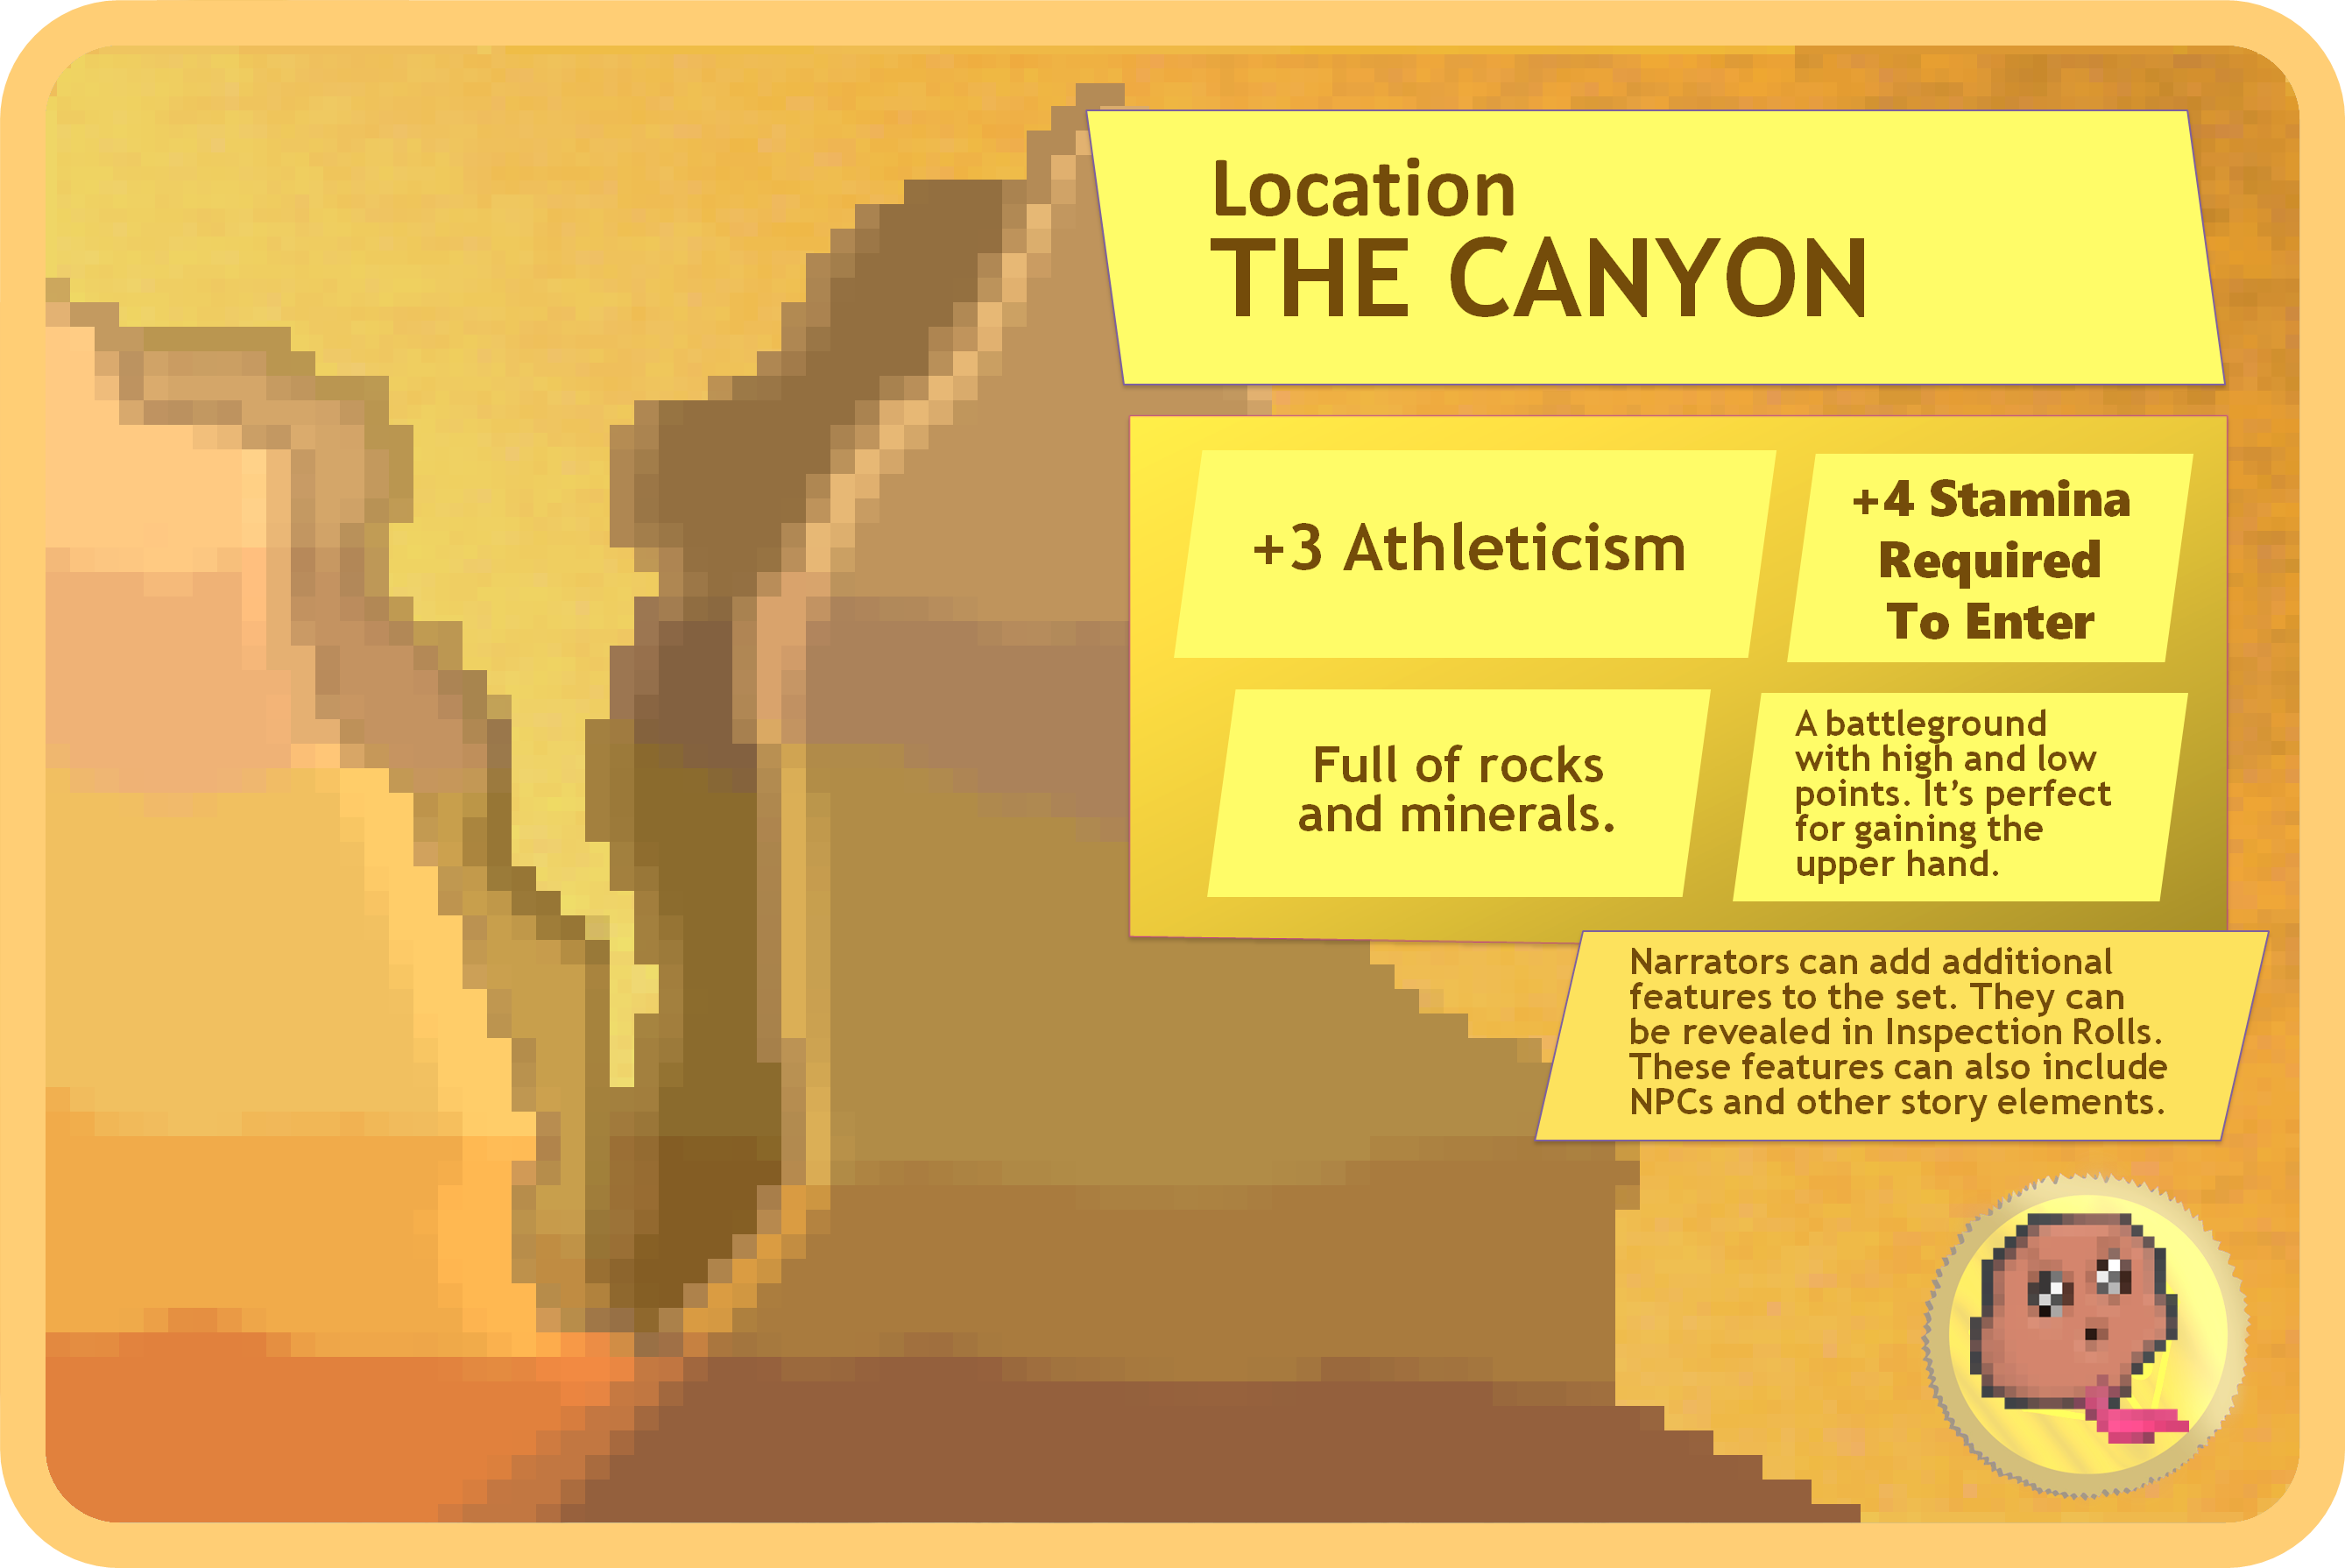 Location
THE CANYON
+3 Athleticism
+4 Stamina
Required
To Enter
Full of rocks
and minerals.
A battleground
with high and low
points. It’s perfect
for gaining the
upper hand.
Narrators can add additional
features to the set. They can
be revealed in Inspection Rolls.
These features can also include
NPCs and other story elements.